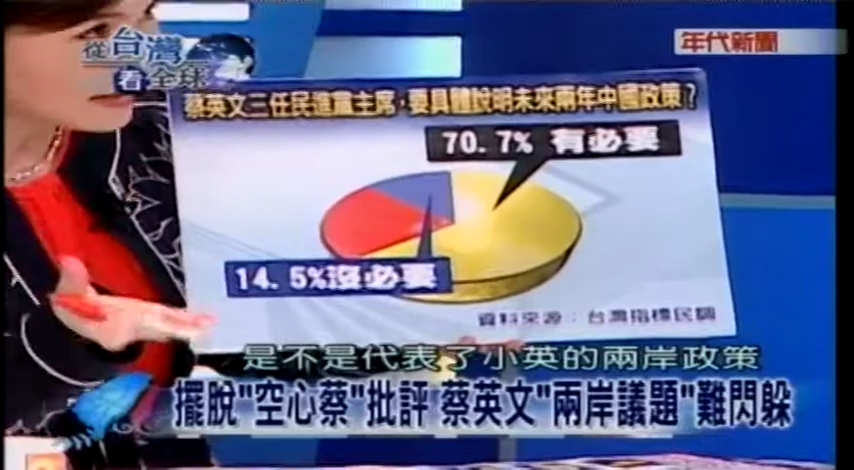 從台灣
看全球
年代新聞
蔡英文三任民進黨主席，要具體說明未來兩年中國政策？
70.7% 有必要
14.5%沒必要
資料來源：台灣指標民調
是不是代表了小英的兩岸政策
擺脫"空心蔡"批評 蔡英文"兩岸議題"難閃躲